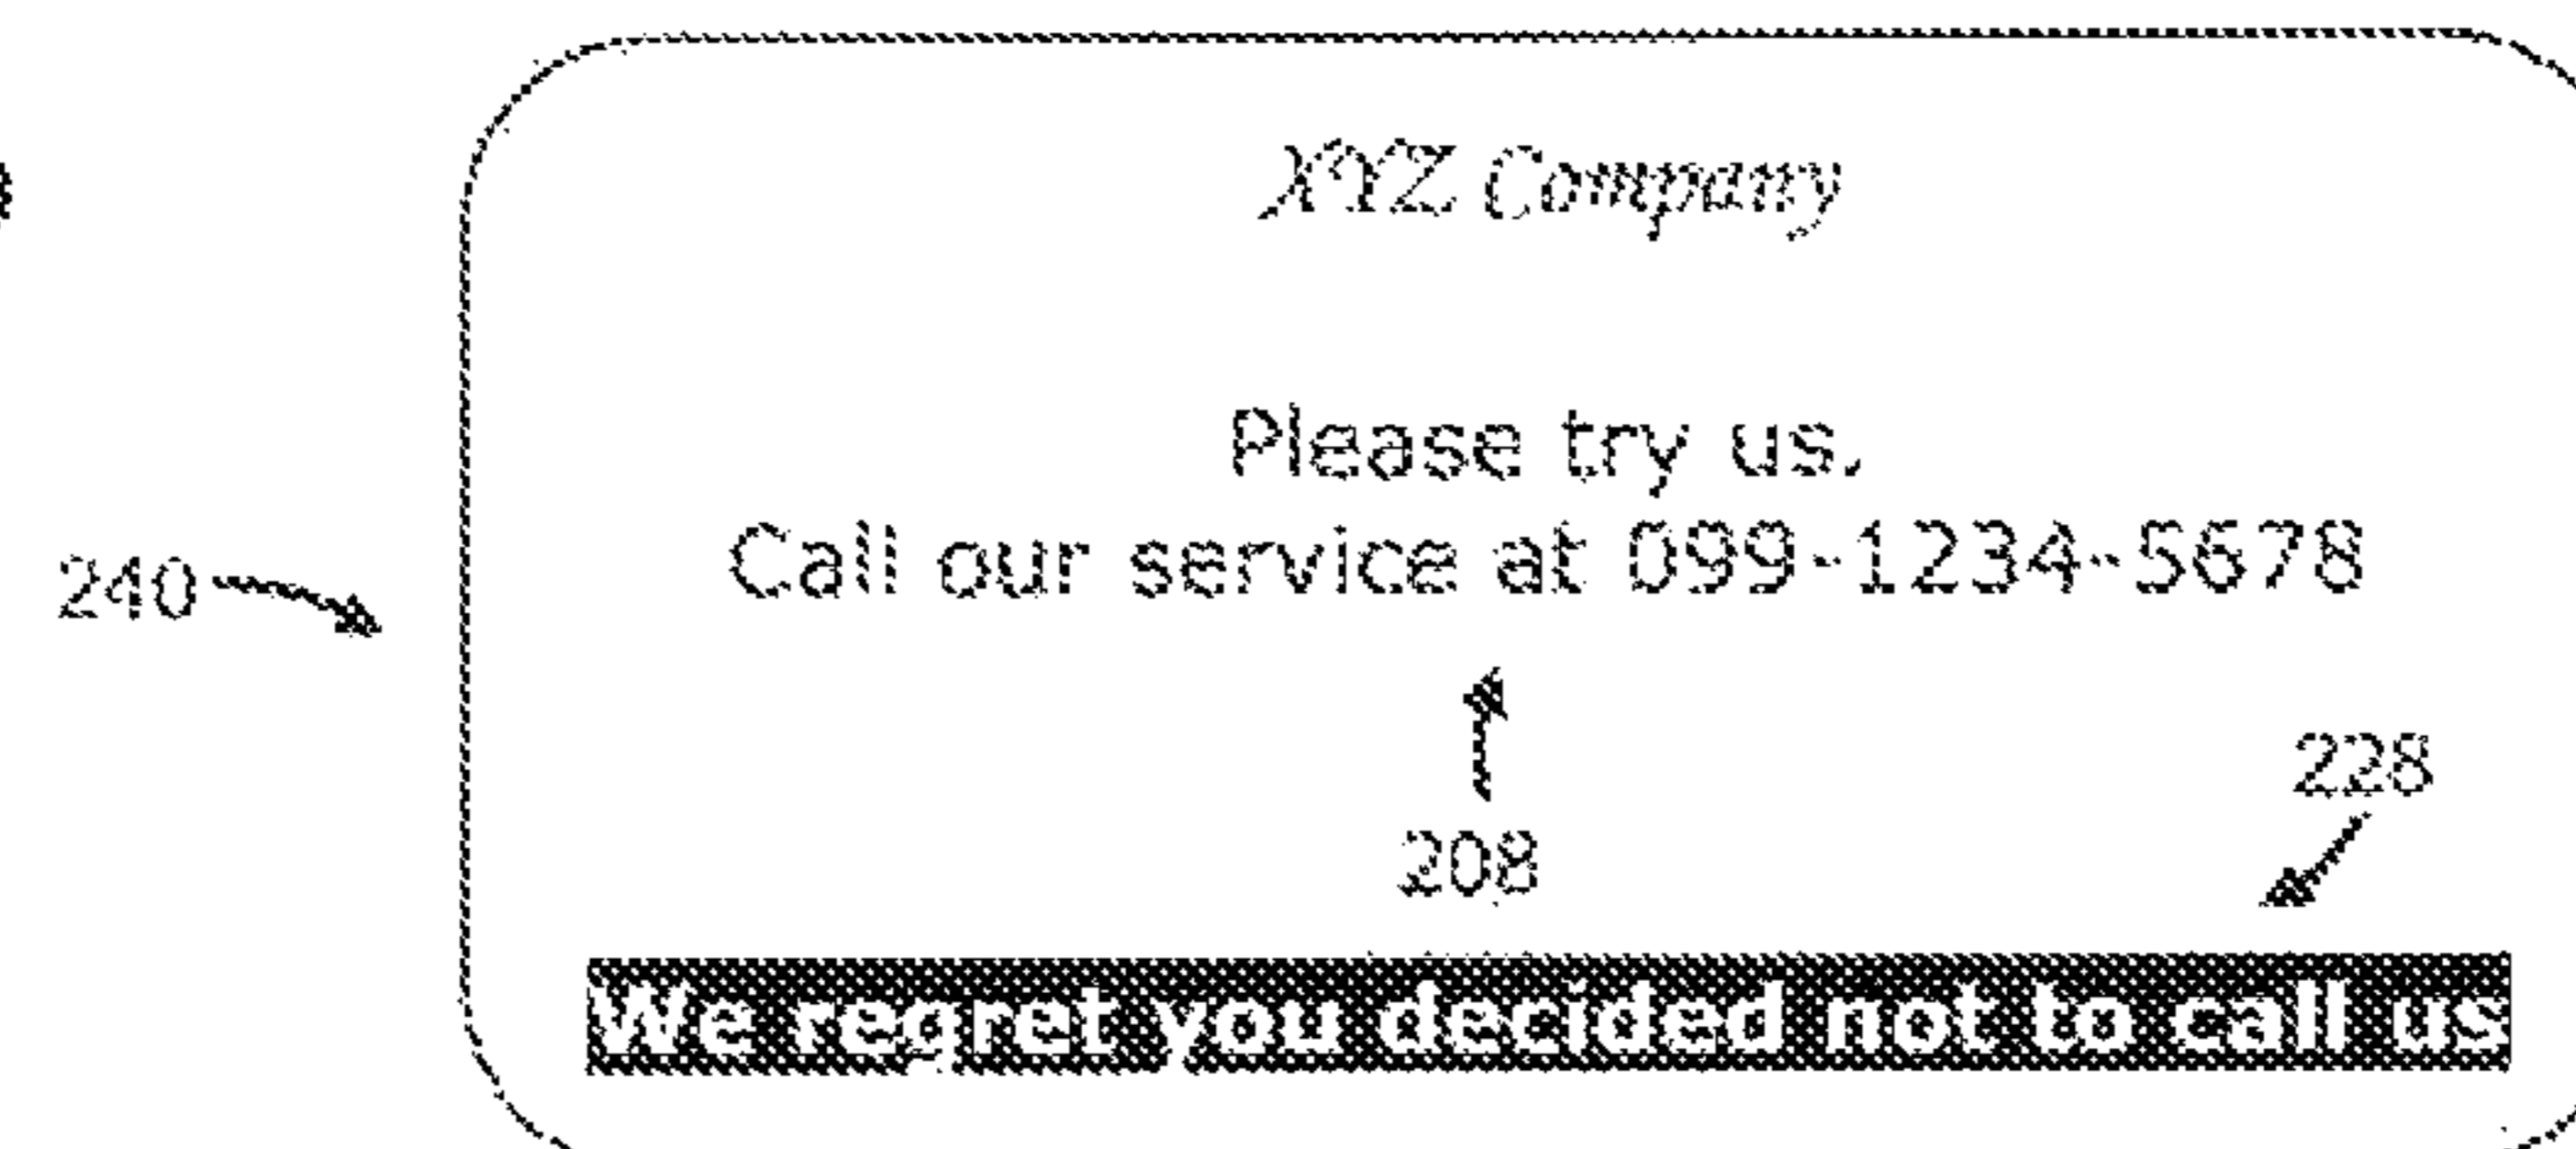 XYZ Company
Please try us.
Call our service at 099-1234-5678
240
228
208
We regret you decided not to call us